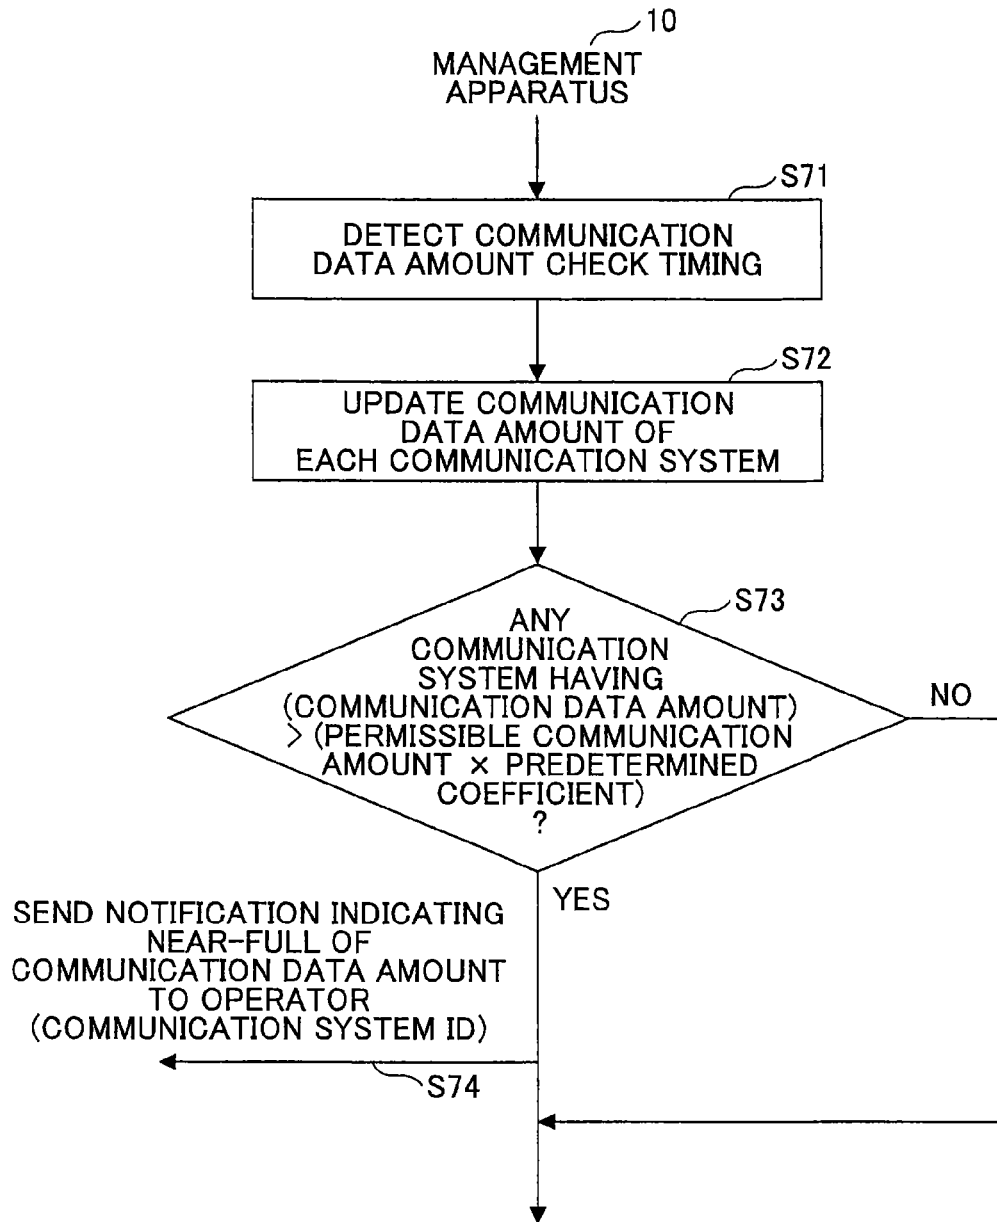 10
MANAGEMENT
APPARATUS
S71
DETECT COMMUNICATION
DATA AMOUNT CHECK TIMING
S72
UPDATE COMMUNICATION
DATA AMOUNT OF
EACH COMMUNICATION SYSTEM
S73
ANY
COMMUNICATION
SYSTEM HAVING
(COMMUNICATION DATA AMOUNT)
> (PERMISSIBLE COMMUNICATION
AMOUNT × PREDETERMINED
COEFFICIENT)
?
NO
YES
SEND NOTIFICATION INDICATING
NEAR-FULL OF
COMMUNICATION DATA AMOUNT
TO OPERATOR
(COMMUNICATION SYSTEM ID)
S74